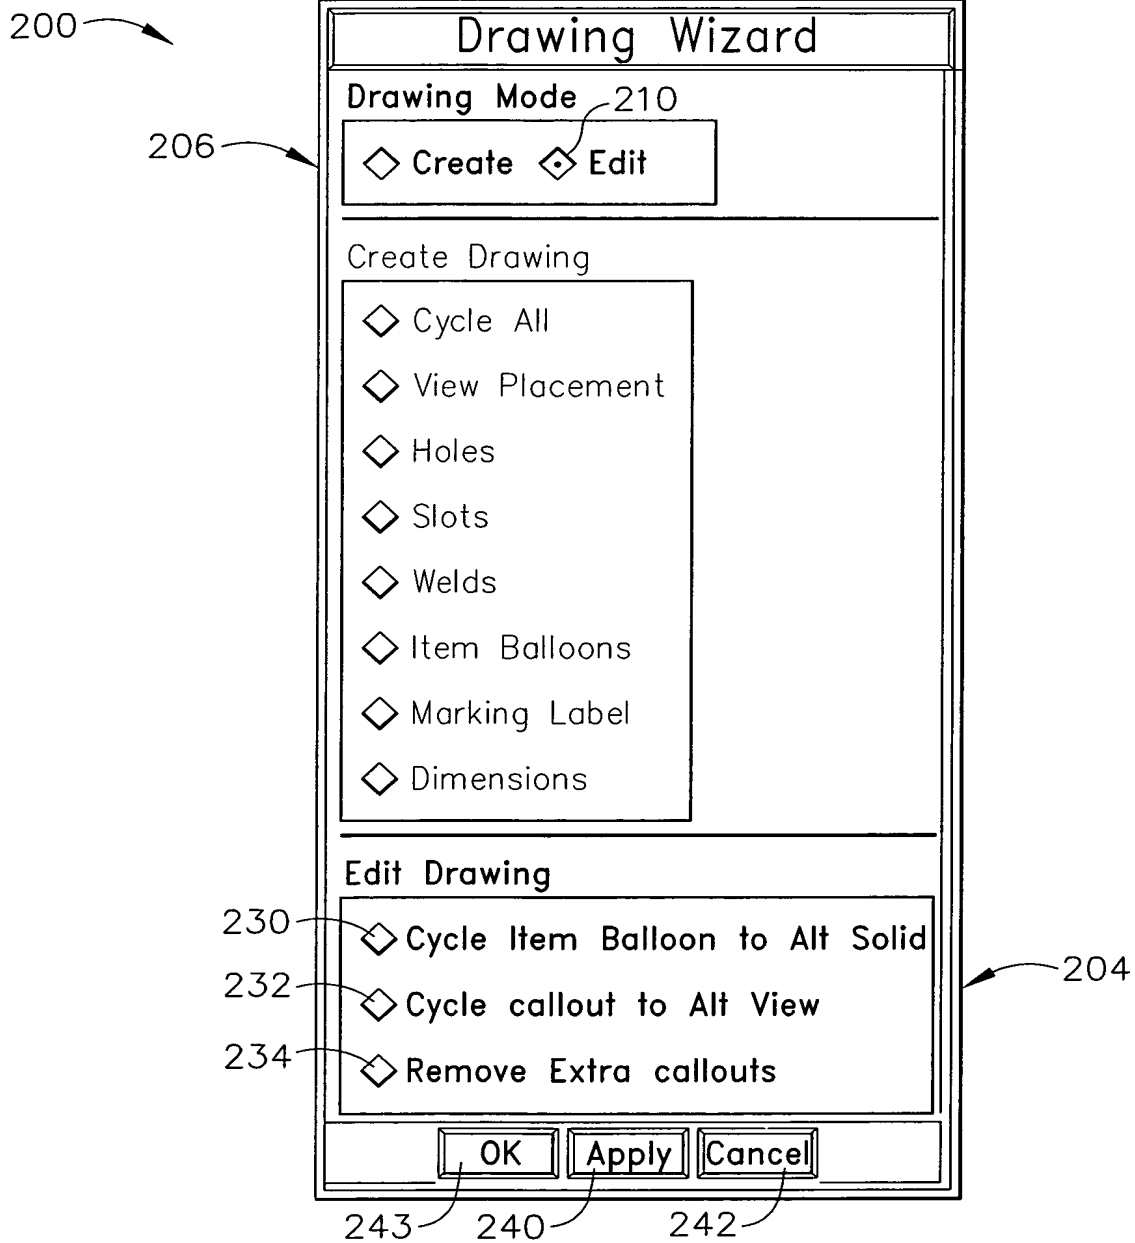 200
Drawing Wizard
Drawing Mode
210
206
Create Edit
Create Drawing
Cycle All
View Placement
Holes
Slots
Welds
Item Balloons
Marking Label
Dimensions
Edit Drawing
230
Cycle Item Balloon to Alt Solid
204
232
Cycle callout to Alt View
234
Remove Extra callouts
OK Apply Cancel
243 240 242